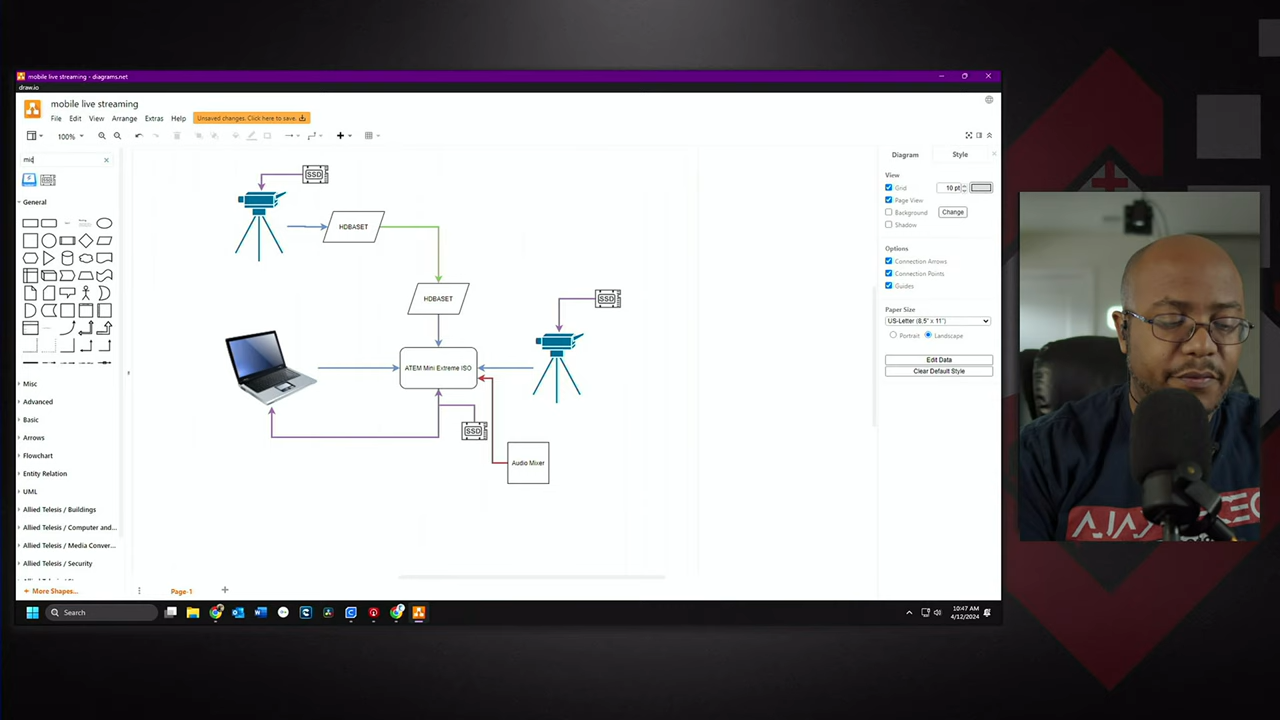 mobile live streaming - diagrams.net
draw.io
mobile live streaming
File Edit View Arrange Extras Help
Unsaved changes. Click here to save.
100%
mic
General
Misc
Advanced
Basic
Arrows
Flowchart
Entity Relation
UML
Allied Telesis / Buildings
Allied Telesis / Computer and...
Allied Telesis / Media Conver...
Allied Telesis / Security
+ More Shapes...
SSD
HDBASET
HDBASET
SSD
ATEM Mini Extreme ISO
SSD
Audio Mixer
Page-1
Diagram Style
View
Grid 10 pt
Page View
Background Change
Shadow
Options
Connection Arrows
Connection Points
Guides
Paper Size
US-Letter (8.5" x 11")
Portrait Landscape
Edit Data
Clear Default Style
Search
10:47 AM
4/12/2024